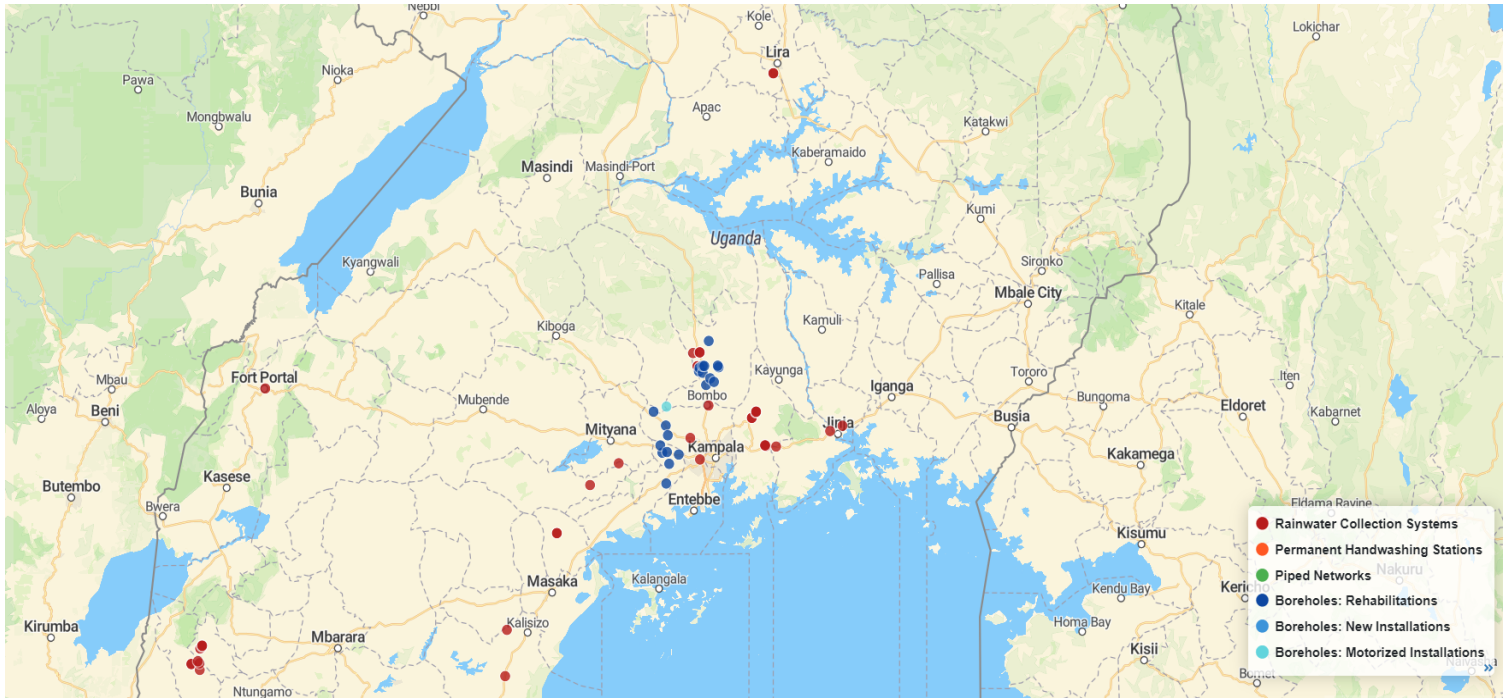 Nebbi
Kole
Lokichar
Lira
Nioka
Pawa
Apac
Mongbwalu
Katakwi
Kaberamaido
Masindi
Masindi-Port
Bunia
Kumi
Uganda
Kyangwali
Sironko
Pallisa
Mbale City
Kitale
Kamuli
Kiboga
Mbau
Fort Portal
Kayunga
Tororo
Iten
Iganga
Bombo
Mubende
Bungoma
Aloya
Beni
Eldoret
Kabarnet
Busia
Jinja
Mityana
Kampala
Kakamega
Kasese
Butembo
Entebbe
Bwera
Eldama Ravine
Rainwater Collection Systems
Kisumu
Permanent Handwashing Stations
Nakuru
Piped Networks
Masaka
Kalangala
Kendu Bay
Kericho
Boreholes: Rehabilitations
Kirumba
Mbarara
Kalisizo
Homa Bay
Boreholes: New Installations
Kisii
Boreholes: Motorized Installations
Naivasha
»
Bomet
Ntungamo